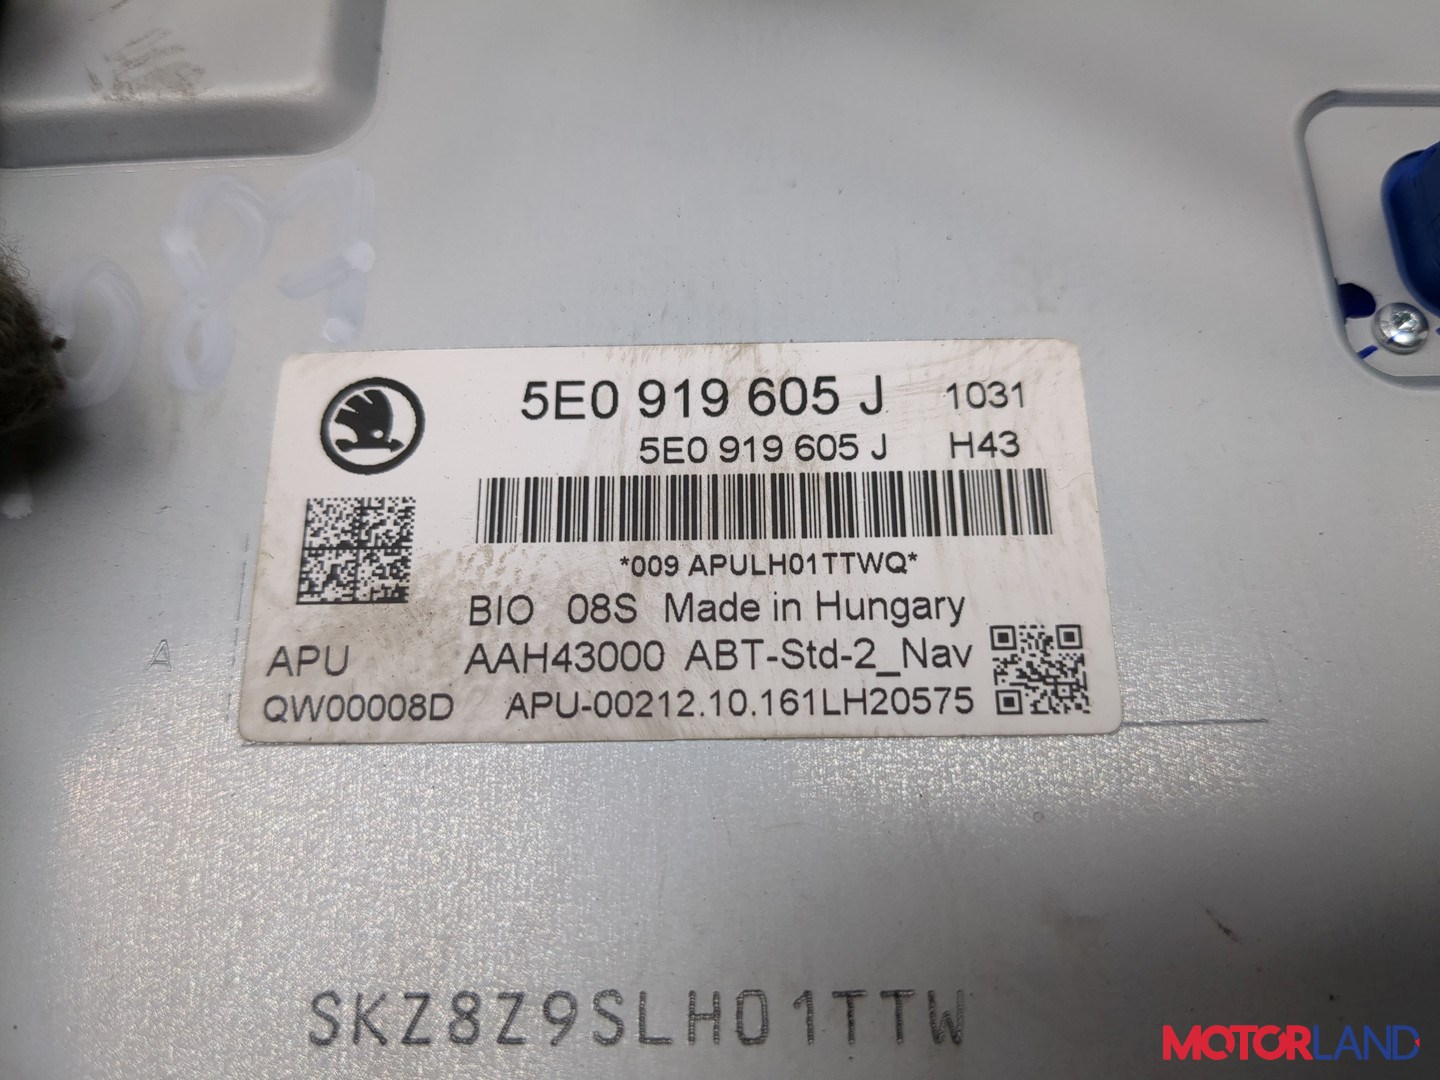 087
5E0 919 605 J 1031
5E0 919 605 J H43
*009 APULH01TTWQ*
BIO 08S Made in Hungary
APU AAH43000 ABT-Std-2_Nav
QW00008D APU-00212.10.161LH20575
A
SKZ8Z9SLH01TTW
MOTORLAND